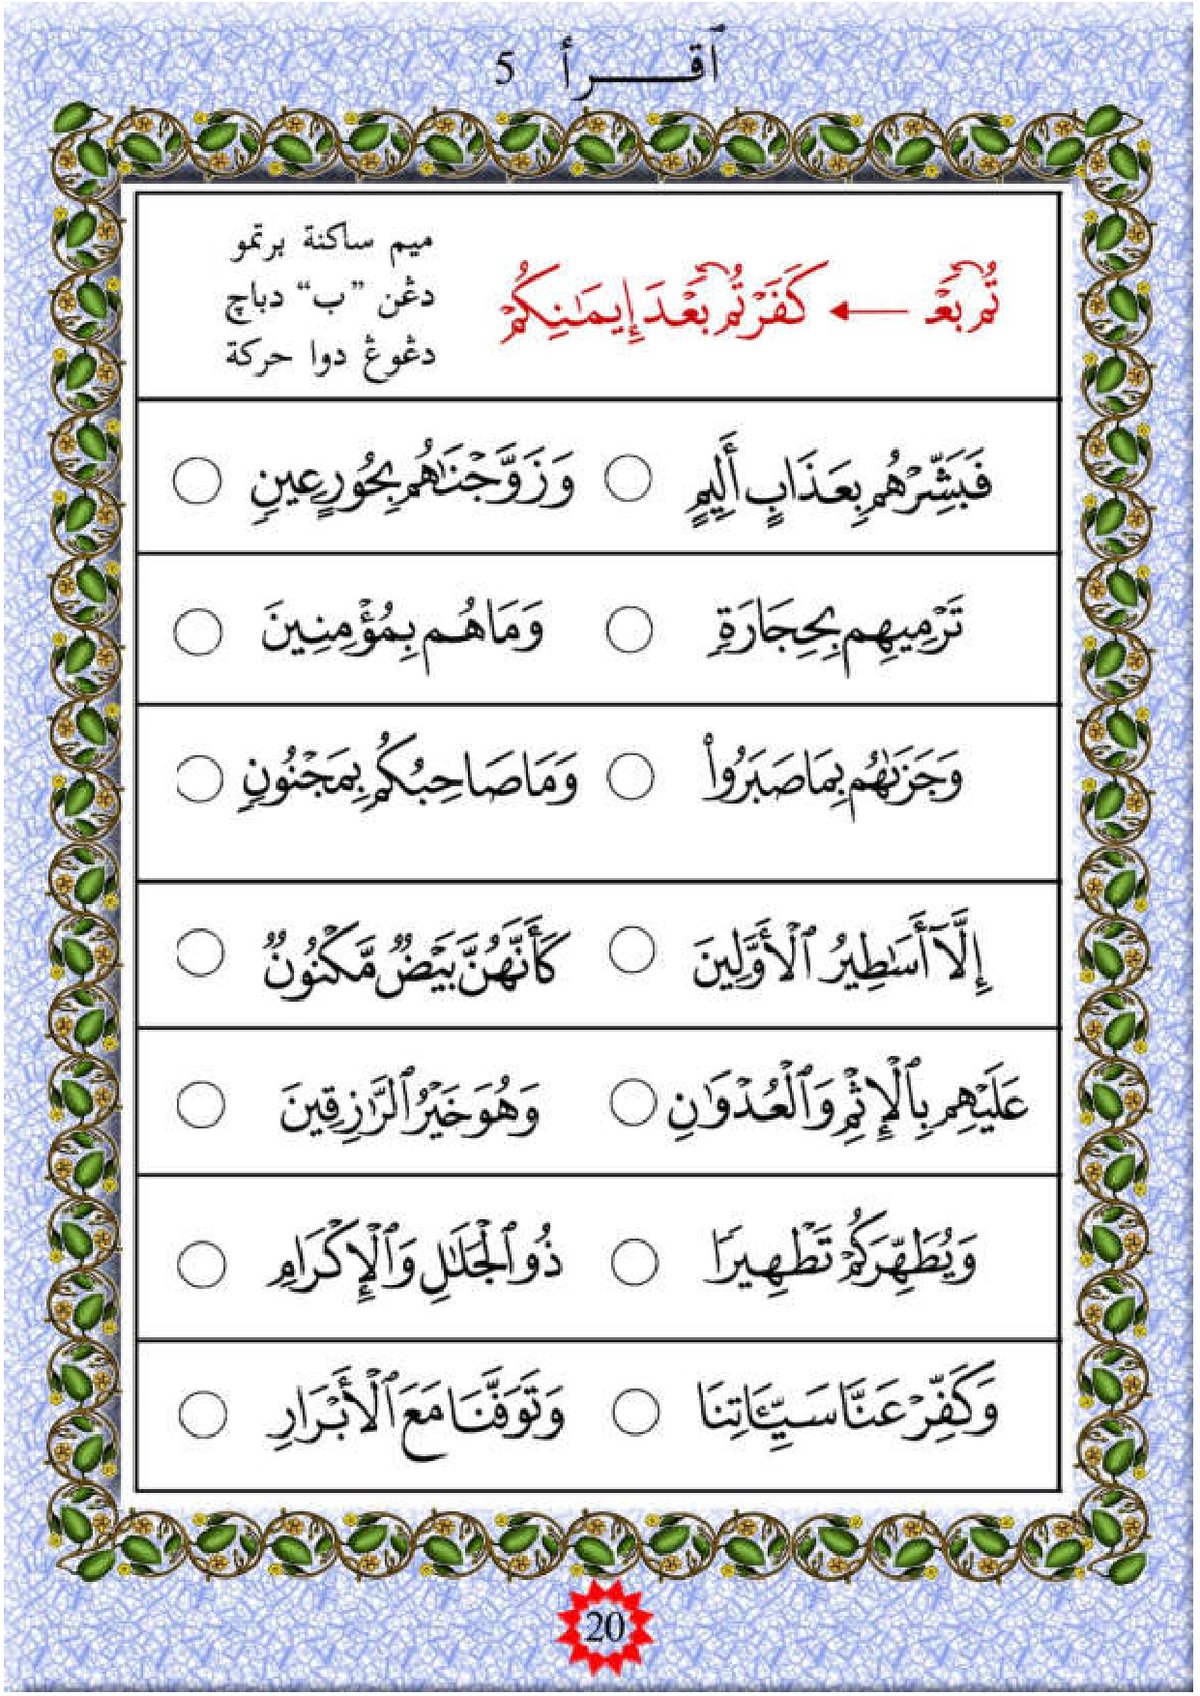 ٱقـــرأ 5
تُم بَعْـ ← كَفَرْتُم بَعْدَ إِيمَـٰنِكُمْ
ميم ساكنة برتمو
دڠن "ب" دباچ
دڠوڠ دوا حركة
فَبَشِّرْهُم بِعَذَابٍ أَلِيمٍ ○ وَزَوَّجْنَـٰهُم بِحُورٍ عِينٍ ○
تَرْمِيهِم بِحِجَارَةٍ ○ وَمَا هُم بِمُؤْمِنِينَ ○
وَجَزَىٰهُم بِمَا صَبَرُوا۟ ○ وَمَا صَاحِبُكُم بِمَجْنُونٍ ○
إِلَّآ أَسَـٰطِيرُ ٱلْأَوَّلِينَ ○ كَأَنَّهُنَّ بَيْضٌ مَّكْنُونٌ ○
عَلَيْهِم بِٱلْإِثْمِ وَٱلْعُدْوَٰنِ ○ وَهُوَ خَيْرُ ٱلرَّٰزِقِينَ ○
وَيُطَهِّرَكُمْ تَطْهِيرًا ○ ذُو ٱلْجَلَـٰلِ وَٱلْإِكْرَامِ ○
وَكَفِّرْ عَنَّا سَيِّـَٔاتِنَا ○ وَتَوَفَّنَا مَعَ ٱلْأَبْرَارِ ○
20